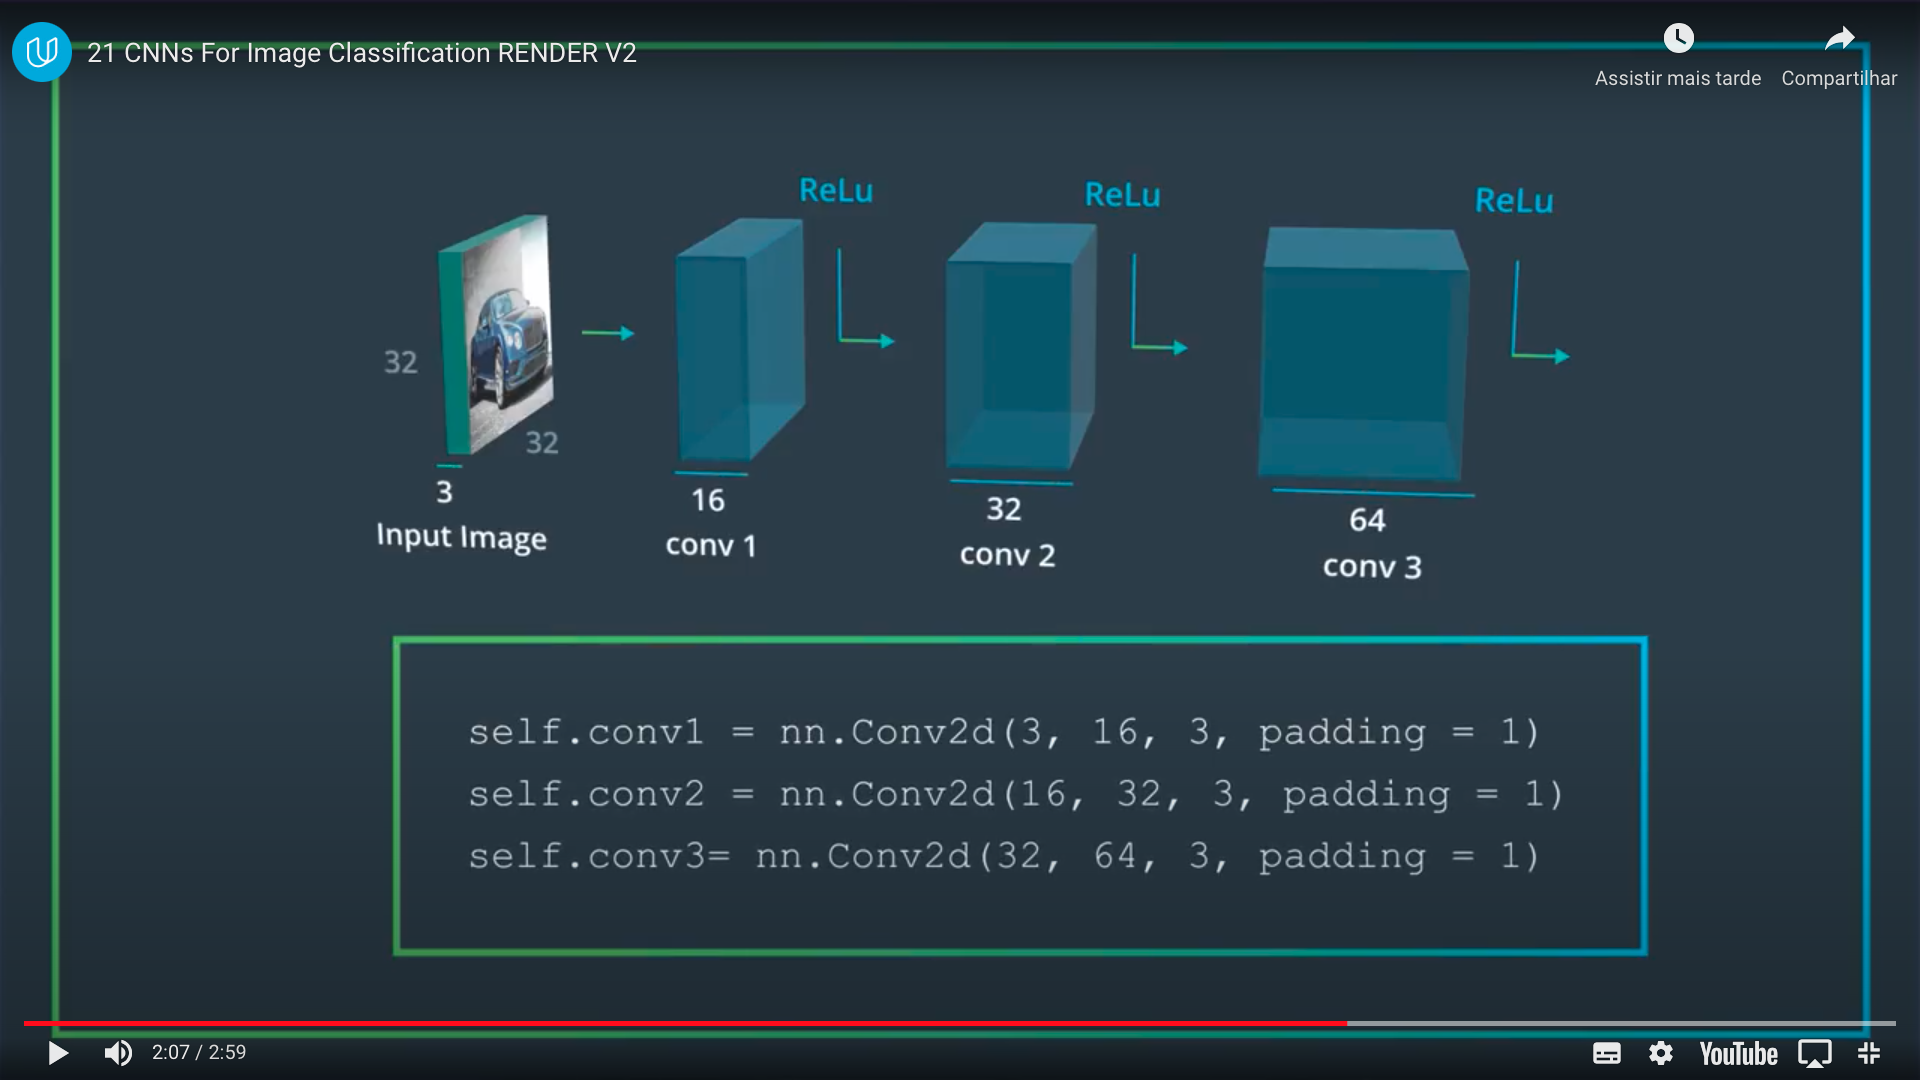 21 CNNs For Image Classification RENDER V2
Assistir mais tarde
Compartilhar
ReLu
ReLu
ReLu
32
32
3
Input Image
16
conv 1
32
conv 2
64
conv 3
self.conv1 = nn.Conv2d(3, 16, 3, padding = 1)
self.conv2 = nn.Conv2d(16, 32, 3, padding = 1)
self.conv3= nn.Conv2d(32, 64, 3, padding = 1)
2:07 / 2:59
YouTube